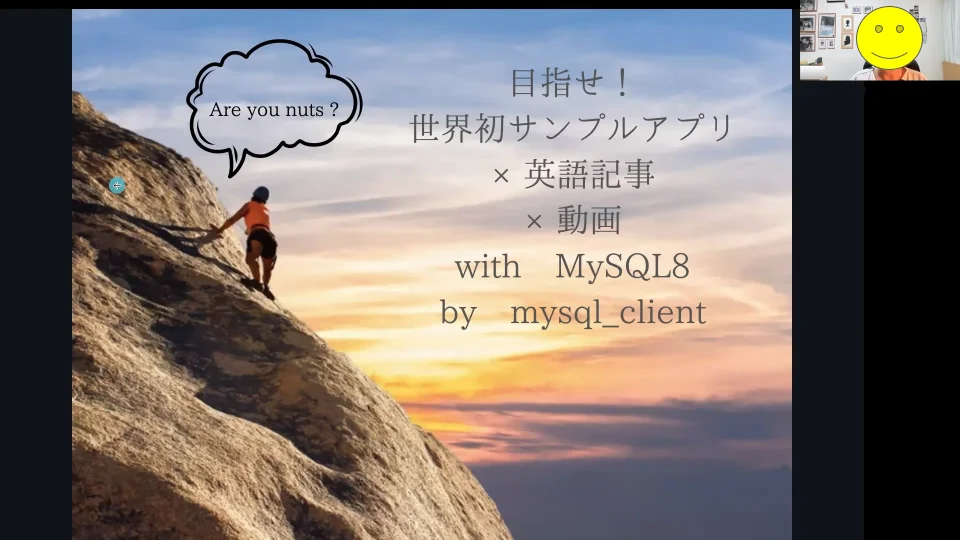 Are you nuts ?
目指せ！
世界初サンプルアプリ
× 英語記事
× 動画
with　MySQL8
by　mysql_client